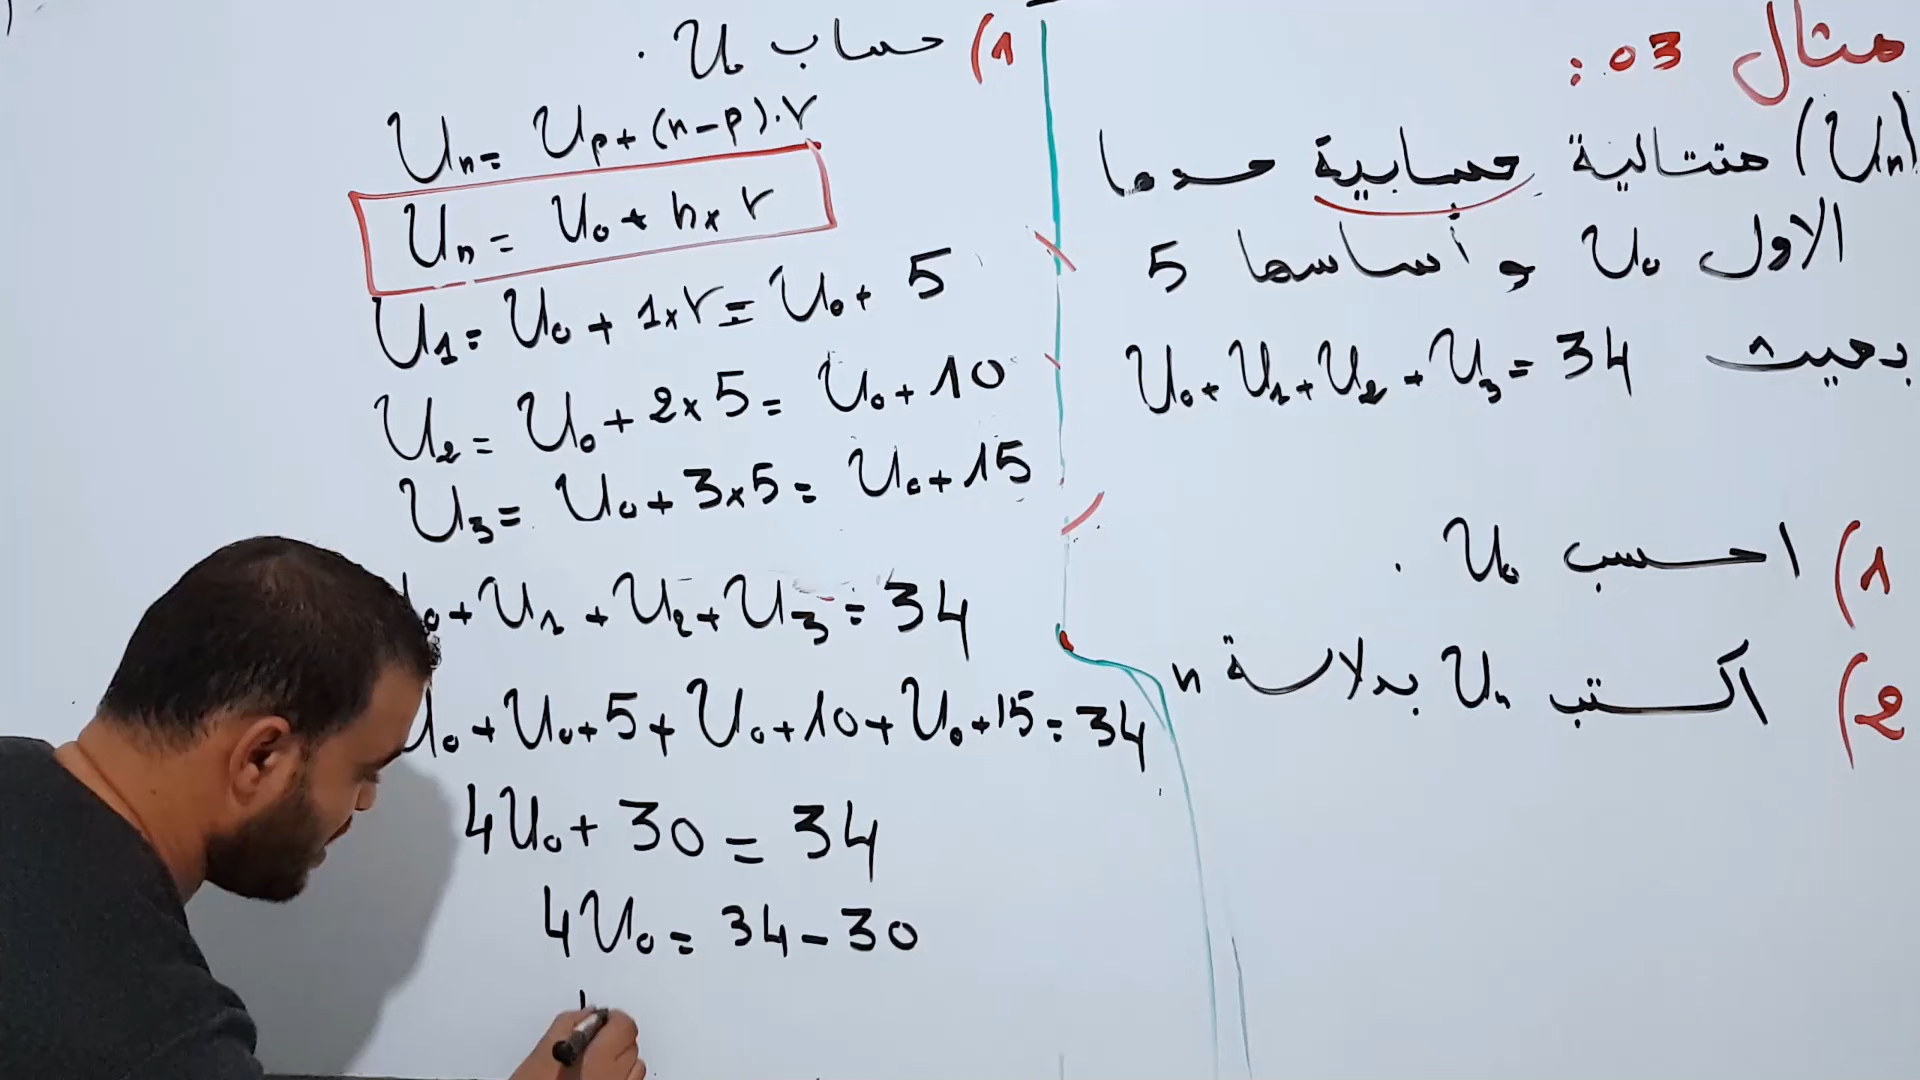 مثال 03 :
(Uₙ) متتالية حسابية حدها
الاول U₀ و أساسها 5
بحيث U₀ + U₁ + U₂ + U₃ = 34
1) احسب U₀ .
2) اكتب Uₙ بدلالة n
1) حساب U₀ .
Uₙ = Uₚ + (n - p) . r
Uₙ = U₀ + n × r
U₁ = U₀ + 1 × r = U₀ + 5
U₂ = U₀ + 2 × 5 = U₀ + 10
U₃ = U₀ + 3 × 5 = U₀ + 15
₀ + U₁ + U₂ + U₃ = 34
U₀ + U₀ + 5 + U₀ + 10 + U₀ + 15 = 34
4U₀ + 30 = 34
4U₀ = 34 - 30